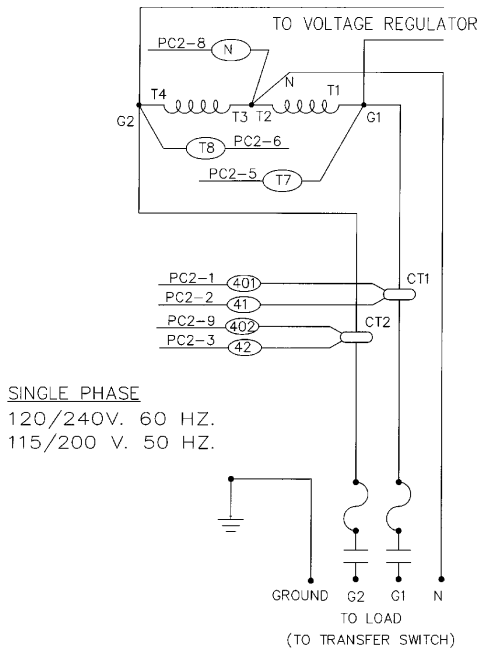 TO VOLTAGE REGULATOR
PC2-8 N
N
T4 T3 T2 T1
G2 G1
T8 PC2-6
PC2-5 T7
PC2-1 401 CT1
PC2-2 41
PC2-9 402 CT2
PC2-3 42
SINGLE PHASE
120/240V. 60 HZ.
115/200 V. 50 HZ.
GROUND G2 G1 N
TO LOAD
(TO TRANSFER SWITCH)